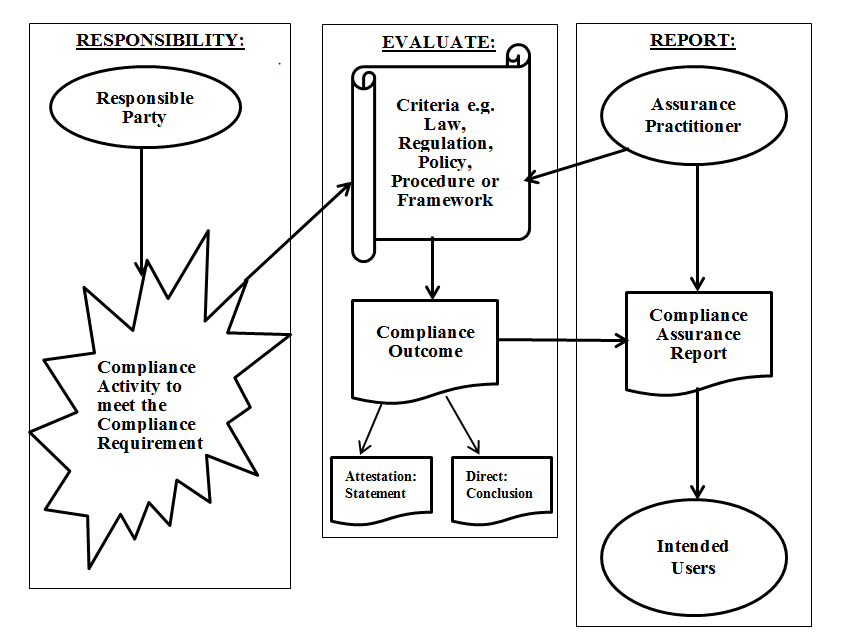 RESPONSIBILITY:
Responsible
Party
Compliance
Activity to
meet the
Compliance
Requirement
EVALUATE:
Criteria e.g.
Law,
Regulation,
Policy,
Procedure or
Framework
Compliance
Outcome
Attestation:
Statement
Direct:
Conclusion
REPORT:
Assurance
Practitioner
Compliance
Assurance
Report
Intended
Users